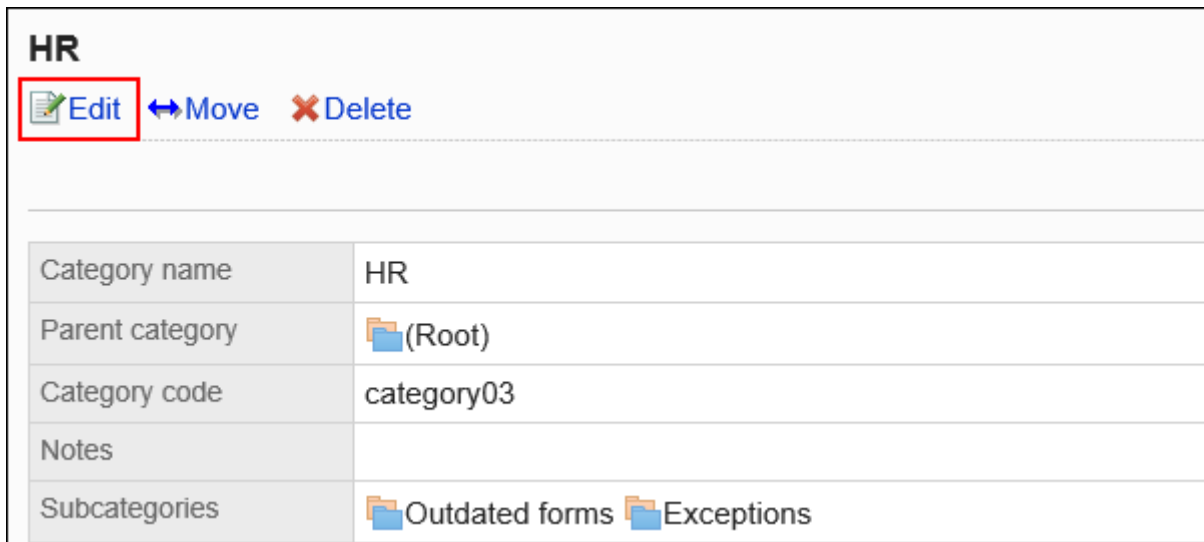 HR
Edit Move Delete
Category name HR
Parent category (Root)
Category code category03
Notes
Subcategories Outdated forms Exceptions